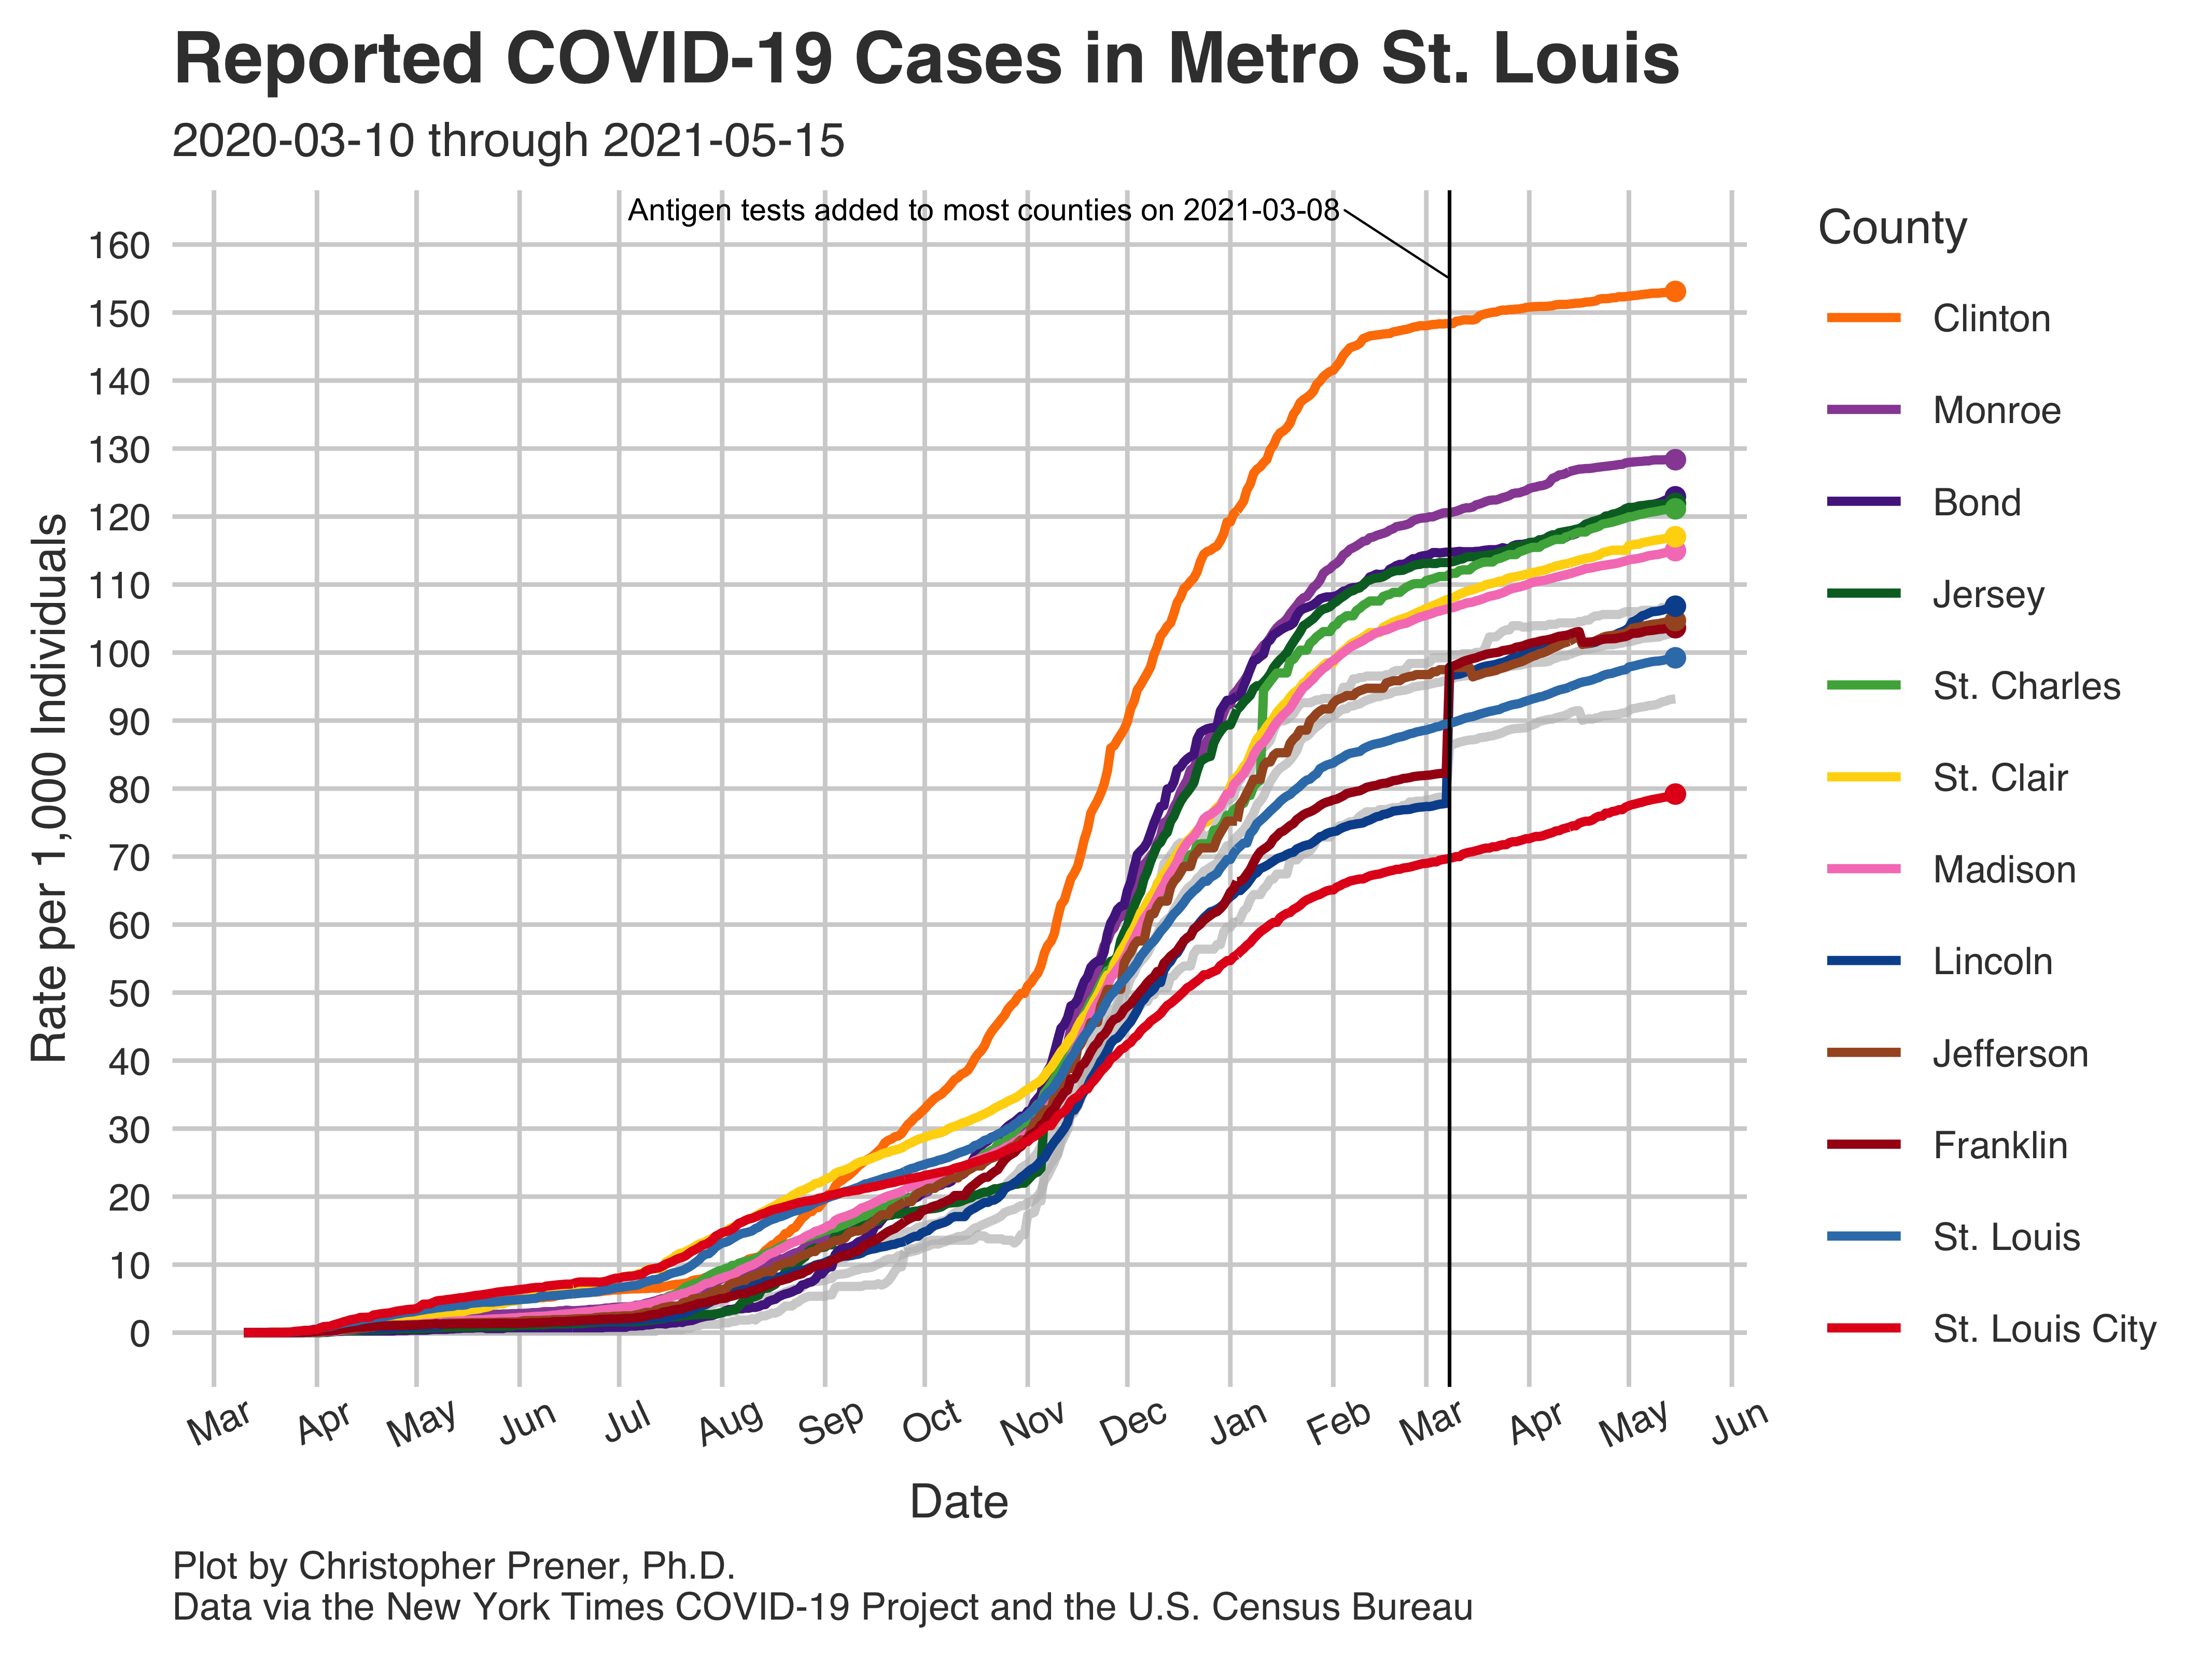 Reported COVID-19 Cases in Metro St. Louis
2020-03-10 through 2021-05-15
Antigen tests added to most counties on 2021-03-08
Rate per 1,000 Individuals
160
150
140
130
120
110
100
90
80
70
60
50
40
30
20
10
0
Mar Apr May Jun Jul Aug Sep Oct Nov Dec Jan Feb Mar Apr May Jun
Date
County
Clinton
Monroe
Bond
Jersey
St. Charles
St. Clair
Madison
Lincoln
Jefferson
Franklin
St. Louis
St. Louis City
Plot by Christopher Prener, Ph.D.
Data via the New York Times COVID-19 Project and the U.S. Census Bureau